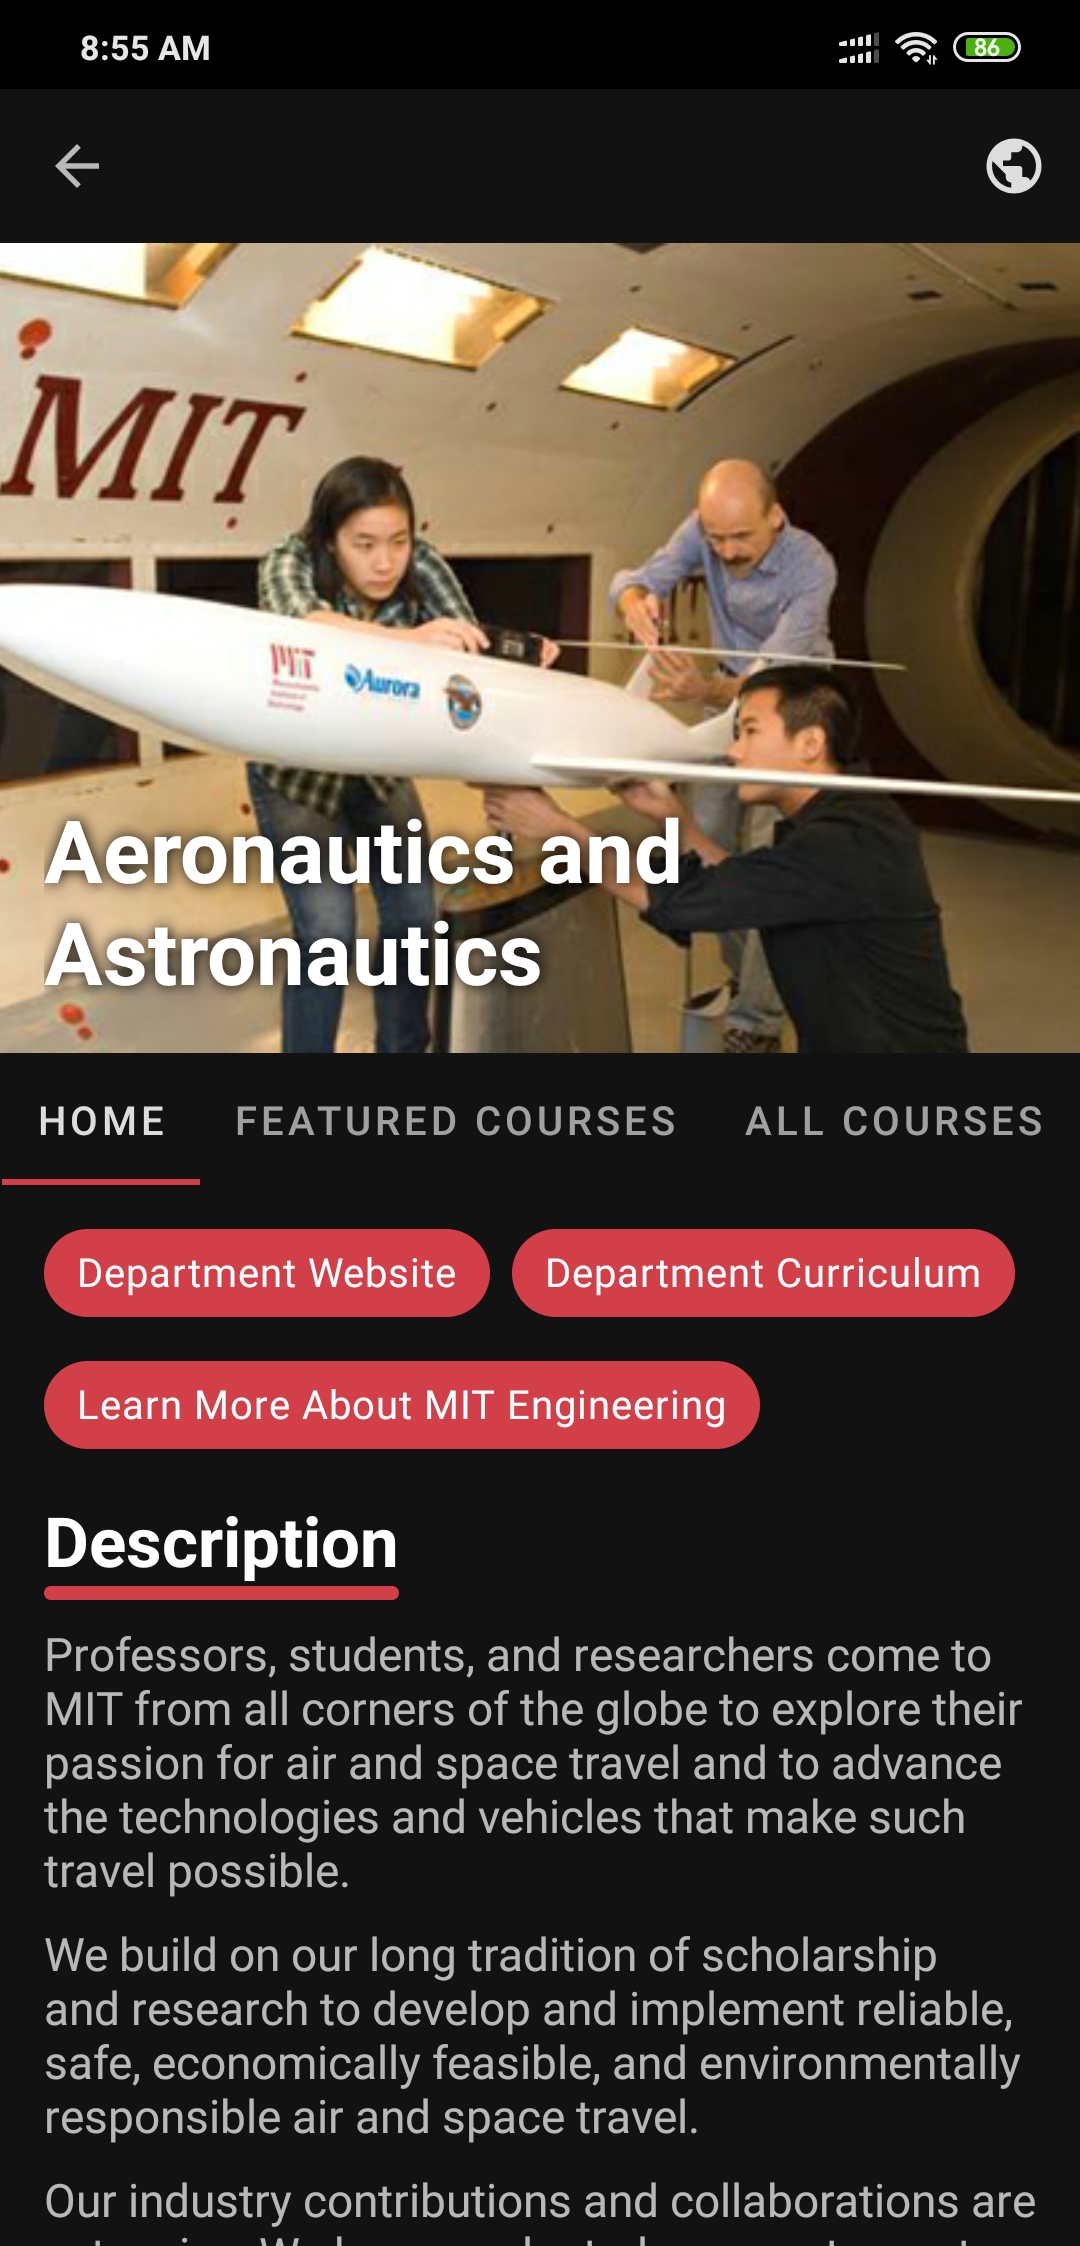 8:55 AM
86
MIT
MIT
Aurora
Aeronautics and
Astronautics
HOME
FEATURED COURSES
ALL COURSES
Department Website
Department Curriculum
Learn More About MIT Engineering
Description
Professors, students, and researchers come to
MIT from all corners of the globe to explore their
passion for air and space travel and to advance
the technologies and vehicles that make such
travel possible.
We build on our long tradition of scholarship
and research to develop and implement reliable,
safe, economically feasible, and environmentally
responsible air and space travel.
Our industry contributions and collaborations are